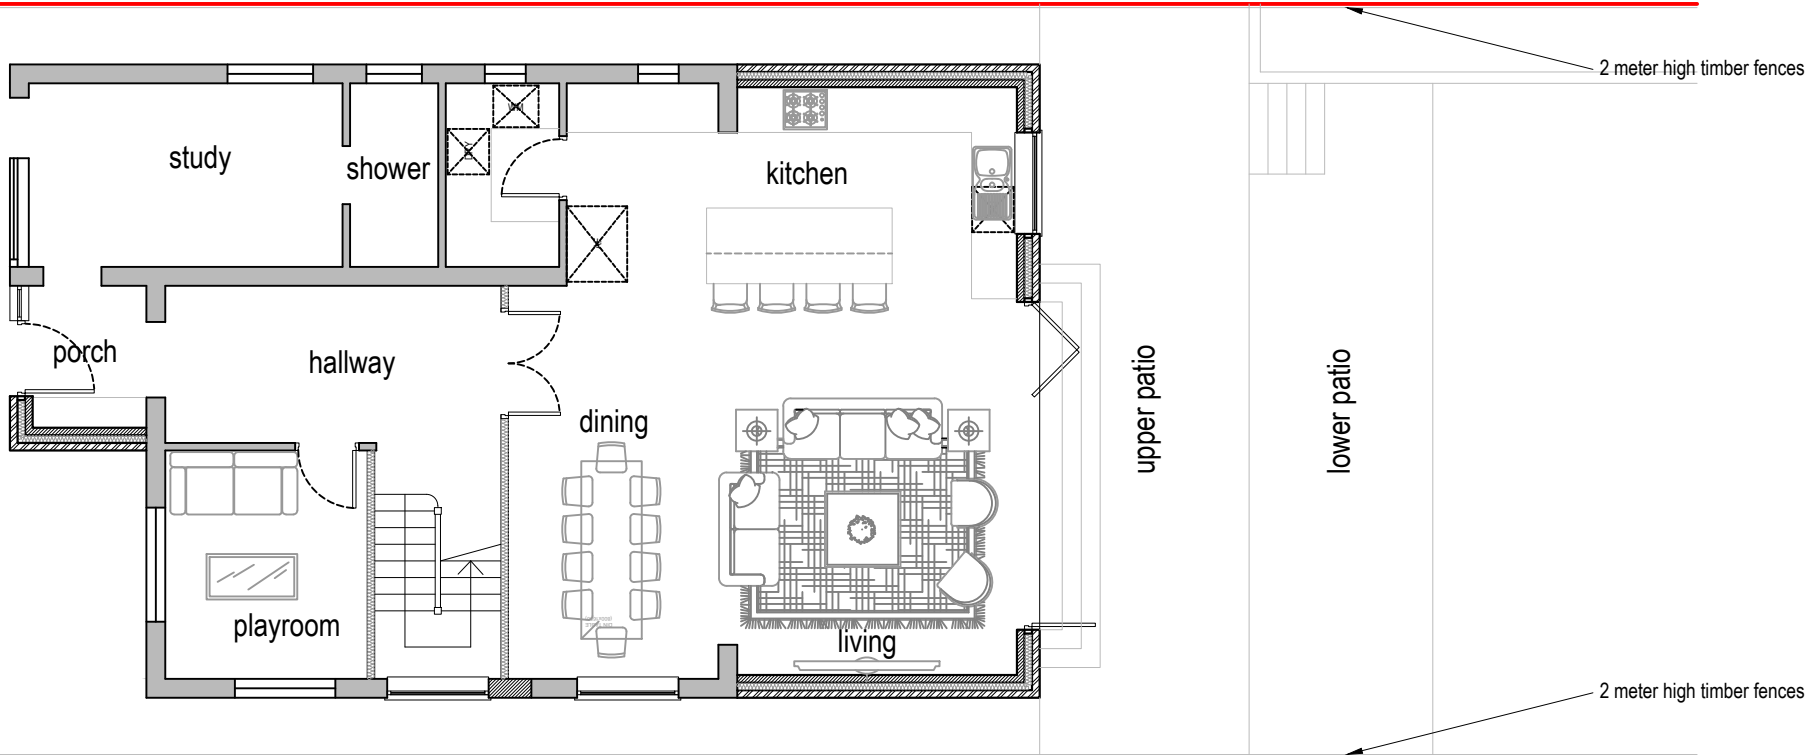 2 meter high timber fences
study
shower
kitchen
porch
hallway
dining
upper patio
lower patio
playroom
living
2 meter high timber fences